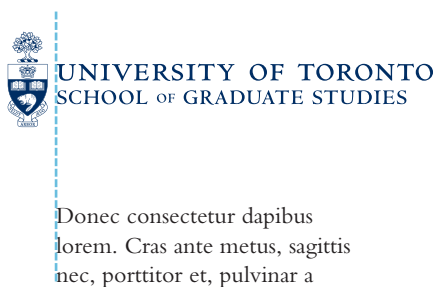 UNIVERSITY OF TORONTO
SCHOOL OF GRADUATE STUDIES
Donec consectetur dapibus
lorem. Cras ante metus, sagittis
nec, porttitor et, pulvinar a